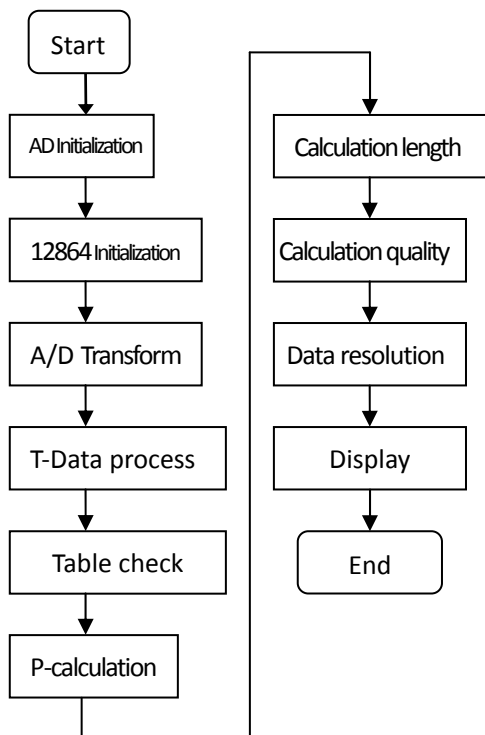 Start
AD Initialization
12864 Initialization
A/D Transform
T-Data process
Table check
P-calculation
Calculation length
Calculation quality
Data resolution
Display
End